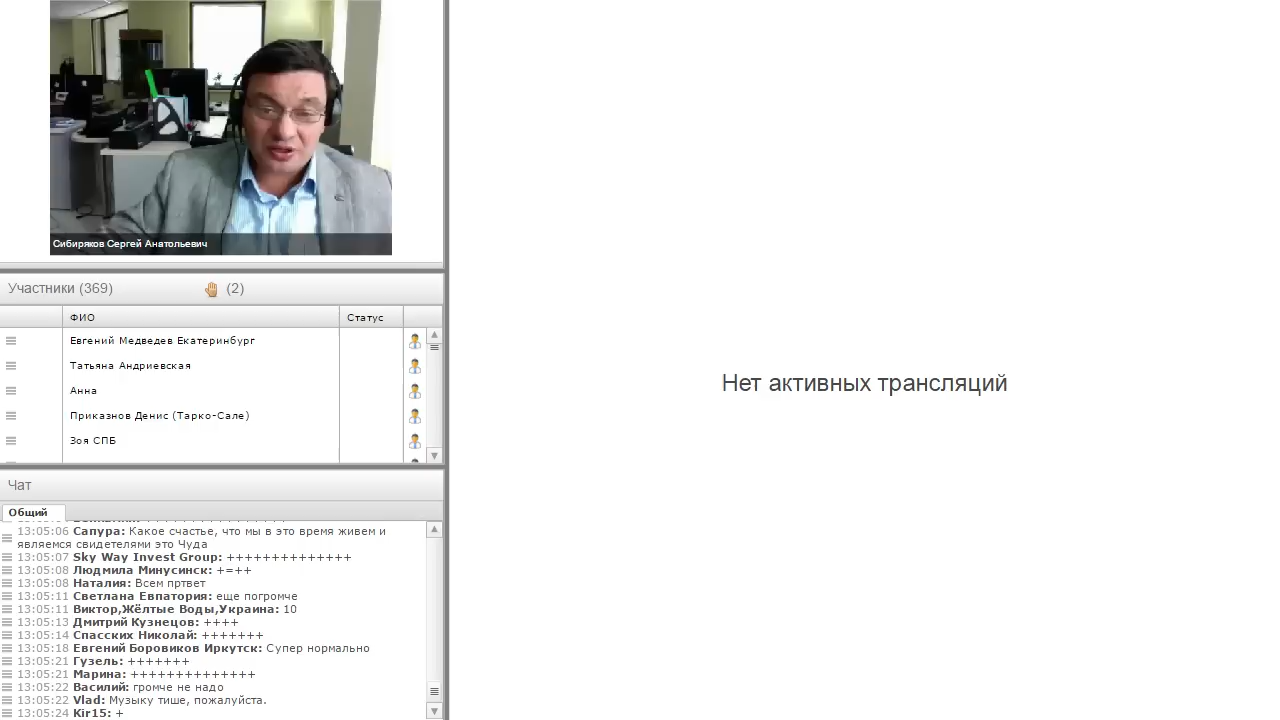 Сибиряков Сергей Анатольевич
Участники (369) (2)
ФИО Статус
Евгений Медведев Екатеринбург
Татьяна Андриевская
Анна
Приказнов Денис (Тарко-Сале)
Зоя СПБ
Нет активных трансляций
Чат
Общий
13:05:06 Сапура: Какое счастье, что мы в это время живем и
являемся свидетелями это Чуда
13:05:07 Sky Way Invest Group: ++++++++++++++
13:05:08 Людмила Минусинск: +=++
13:05:08 Наталия: Всем пртвет
13:05:11 Светлана Евпатория: еще погромче
13:05:11 Виктор,Жёлтые Воды,Украина: 10
13:05:13 Дмитрий Кузнецов: ++++
13:05:14 Спасских Николай: +++++++
13:05:18 Евгений Боровиков Иркутск: Супер нормально
13:05:21 Гузель: +++++++
13:05:21 Марина: ++++++++++++++
13:05:22 Василий: громче не надо
13:05:22 Vlad: Музыку тише, пожалуйста.
13:05:24 Kir15: +